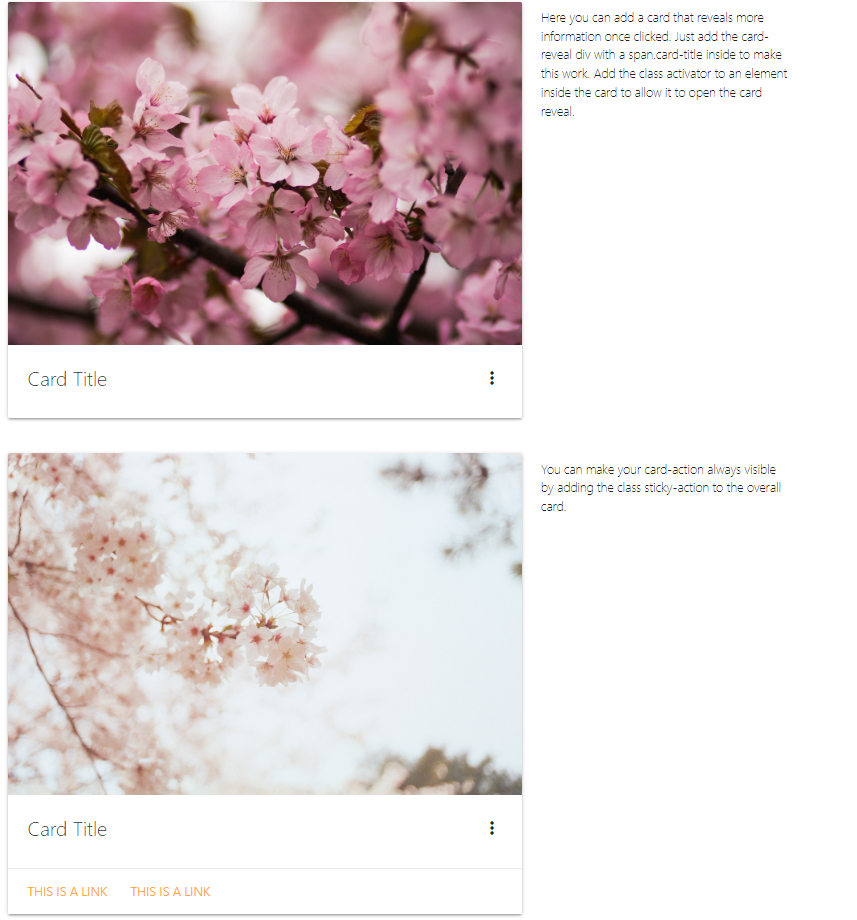 Here you can add a card that reveals more
information once clicked. Just add the card-
reveal div with a span.card-title inside to make
this work. Add the class activator to an element
inside the card to allow it to open the card
reveal.
Card Title
You can make your card-action always visible
by adding the class sticky-action to the overall
card.
Card Title
THIS IS A LINK THIS IS A LINK